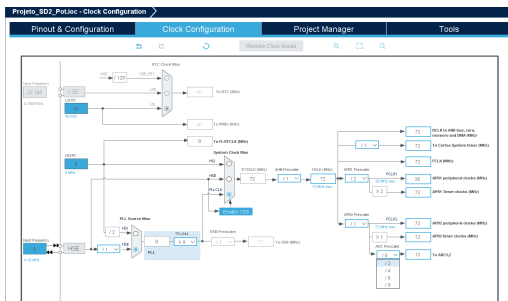 Projeto_SD2_Pot.ioc - Clock Configuration
Pinout & Configuration
Clock Configuration
Project Manager
Tools
Resolve Clock Issues
RTC Clock Mux
HSE
/ 128
HSE_RTC
LSE
LSI
To RTC (KHz)
LSI RC
40
40 KHz
To IWDG (KHz)
8
To FLITFCLK (MHz)
HSI RC
8
8 MHz
System Clock Mux
HSI
HSE
PLLCLK
Enable CSS
SYSCLK (MHz)
72
AHB Prescaler
/ 1
HCLK (MHz)
72
72 MHz max
72
HCLK to AHB bus, core,
memory and DMA (MHz)
/ 1
72
To Cortex System timer (MHz)
72
FCLK (MHz)
APB1 Prescaler
/ 2
PCLK1
36 MHz max
36
APB1 peripheral clocks (MHz)
X 2
72
APB1 Timer clocks (MHz)
APB2 Prescaler
/ 1
PCLK2
72 MHz max
72
APB2 peripheral clocks (MHz)
X 1
72
APB2 timer clocks (MHz)
ADC Prescaler
/ 6
12
To ADC1,2
/ 2
/ 4
/ 6
/ 8
PLL Source Mux
/ 2
HSI
HSE
/ 1
8
*PLLMul
X 9
PLL
USB Prescaler
/ 1
72
To USB (MHz)
Input frequency
HSE